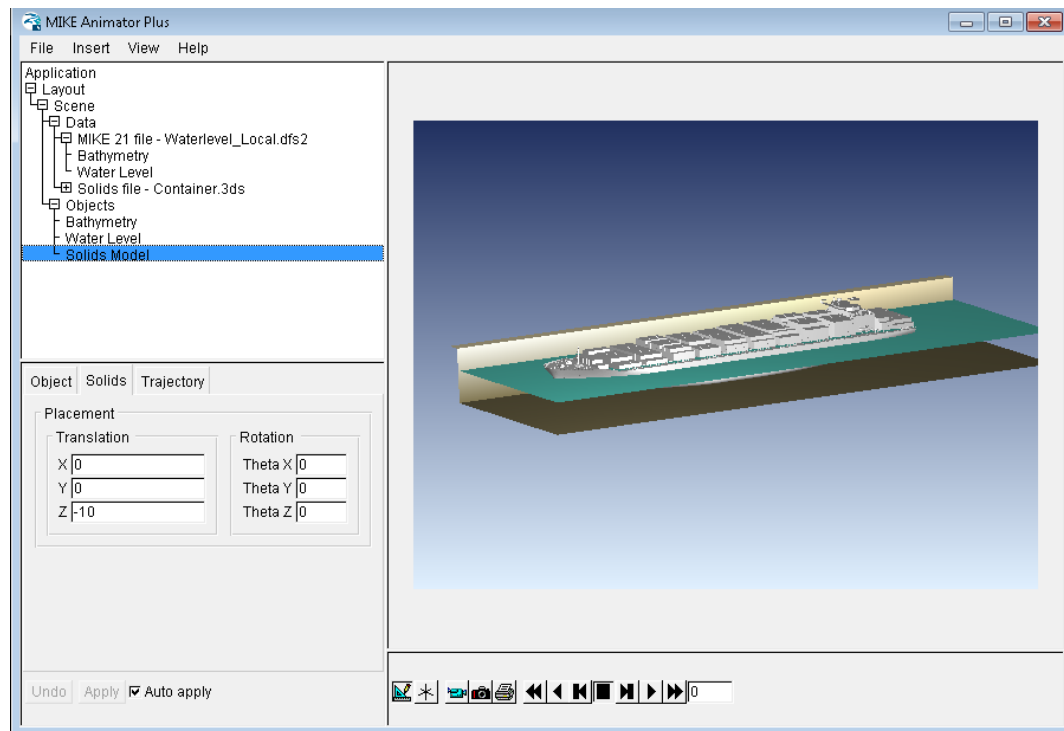 MIKE Animator Plus
File Insert View Help
Application
Layout
Scene
Data
MIKE 21 file - Waterlevel_Local.dfs2
Bathymetry
Water Level
Solids file - Container.3ds
Objects
Bathymetry
Water Level
Solids Model
Object Solids Trajectory
Placement
Translation Rotation
X 0 Theta X 0
Y 0 Theta Y 0
Z -10 Theta Z 0
Undo Apply Auto apply
0